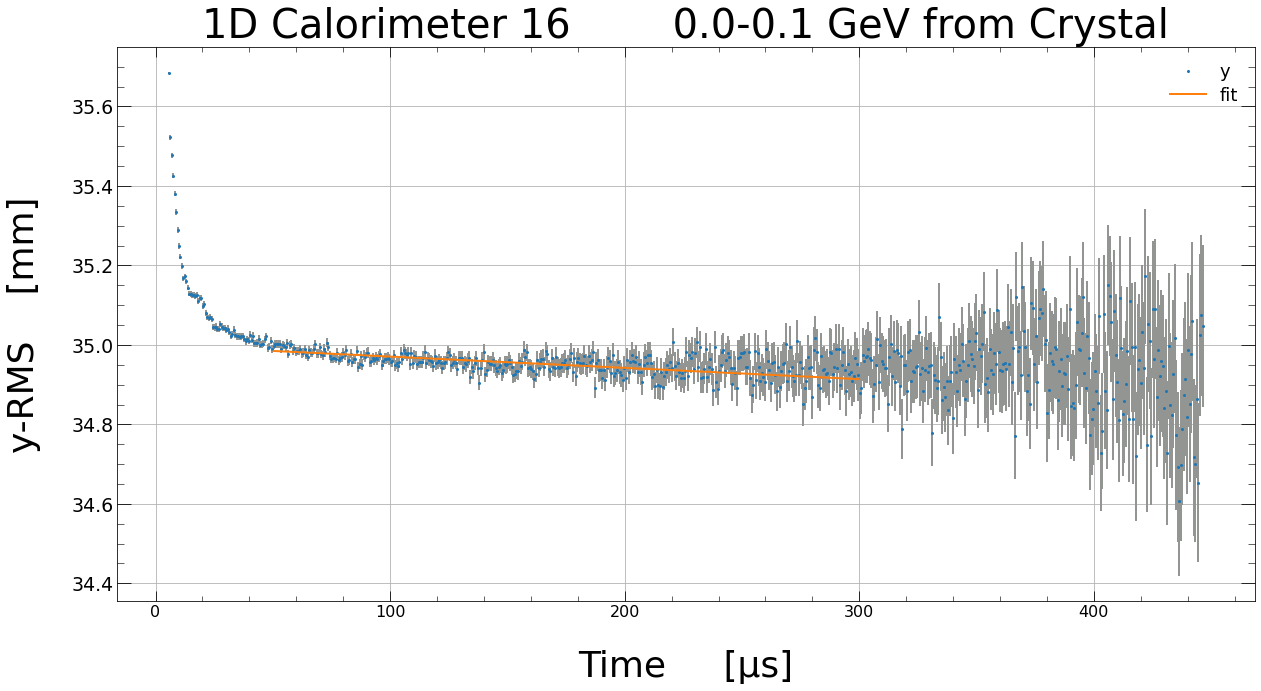 1D Calorimeter 16 0.0-0.1 GeV from Crystal
y
fit
y-RMS [mm]
35.6
35.4
35.2
35.0
34.8
34.6
34.4
0 100 200 300 400
Time [μs]